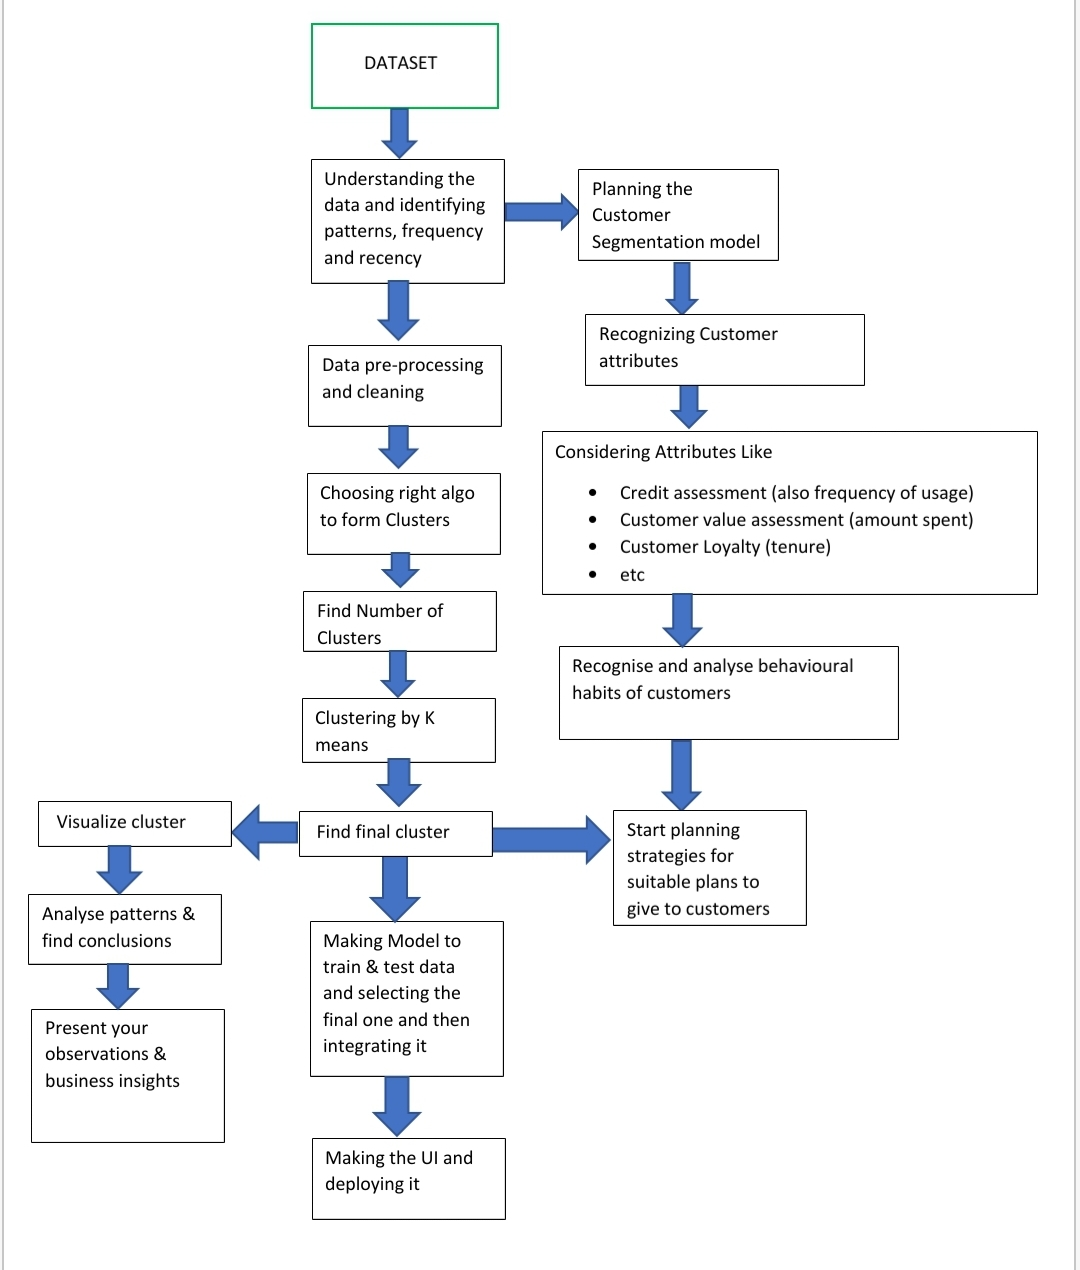 DATASET
Understanding the
data and identifying
patterns, frequency
and recency
Planning the
Customer
Segmentation model
Recognizing Customer
attributes
Data pre-processing
and cleaning
Considering Attributes Like
• Credit assessment (also frequency of usage)
• Customer value assessment (amount spent)
• Customer Loyalty (tenure)
• etc
Choosing right algo
to form Clusters
Find Number of
Clusters
Recognise and analyse behavioural
habits of customers
Clustering by K
means
Visualize cluster
Find final cluster
Start planning
strategies for
suitable plans to
give to customers
Analyse patterns &
find conclusions
Making Model to
train & test data
and selecting the
final one and then
integrating it
Present your
observations &
business insights
Making the UI and
deploying it